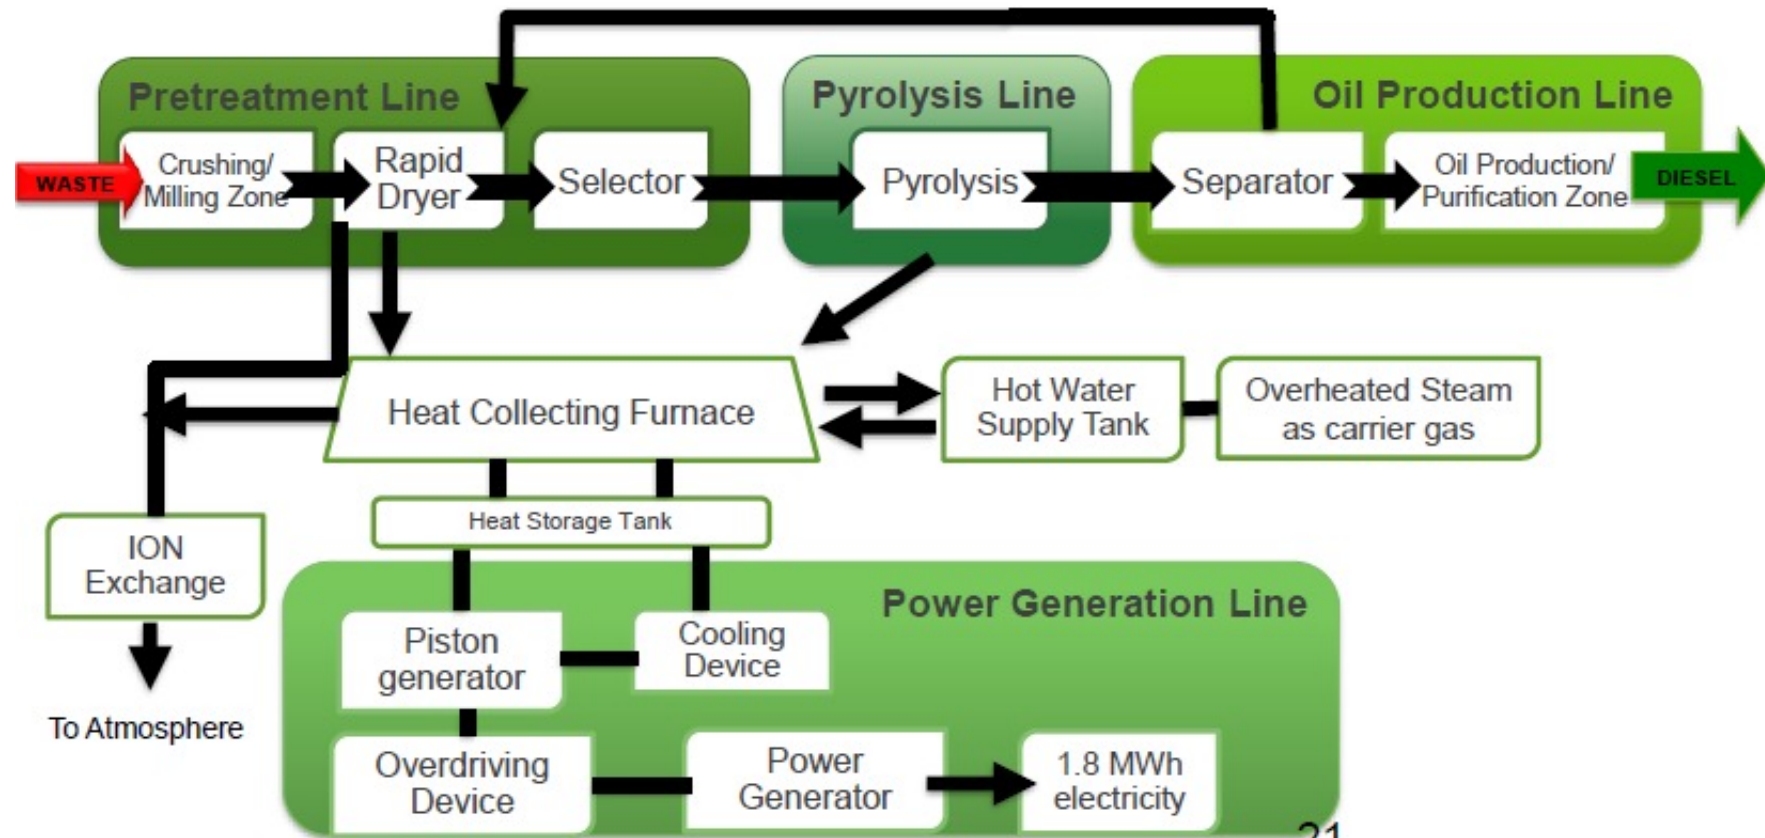 Pretreatment Line
Pyrolysis Line
Oil Production Line
WASTE
Crushing/
Milling Zone
Rapid
Dryer
Selector
Pyrolysis
Separator
Oil Production/
Purification Zone
DIESEL
Heat Collecting Furnace
Hot Water
Supply Tank
Overheated Steam
as carrier gas
Heat Storage Tank
ION
Exchange
To Atmosphere
Power Generation Line
Piston
generator
Cooling
Device
Overdriving
Device
Power
Generator
1.8 MWh
electricity
21